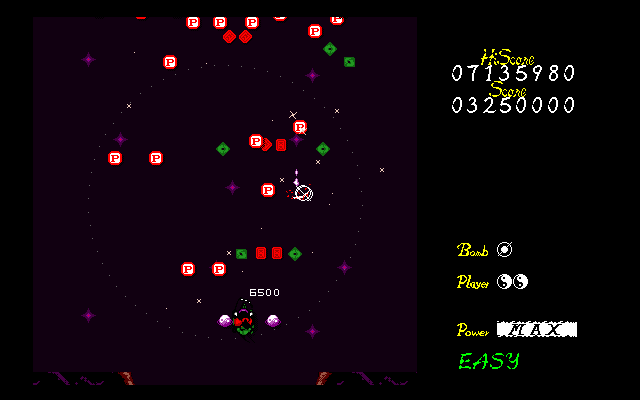 P P P P P
P
P
HiScore
07135980
Score
03250000
P
P
P P
P
P P
6500
Bomb
Player
Power MAX
EASY